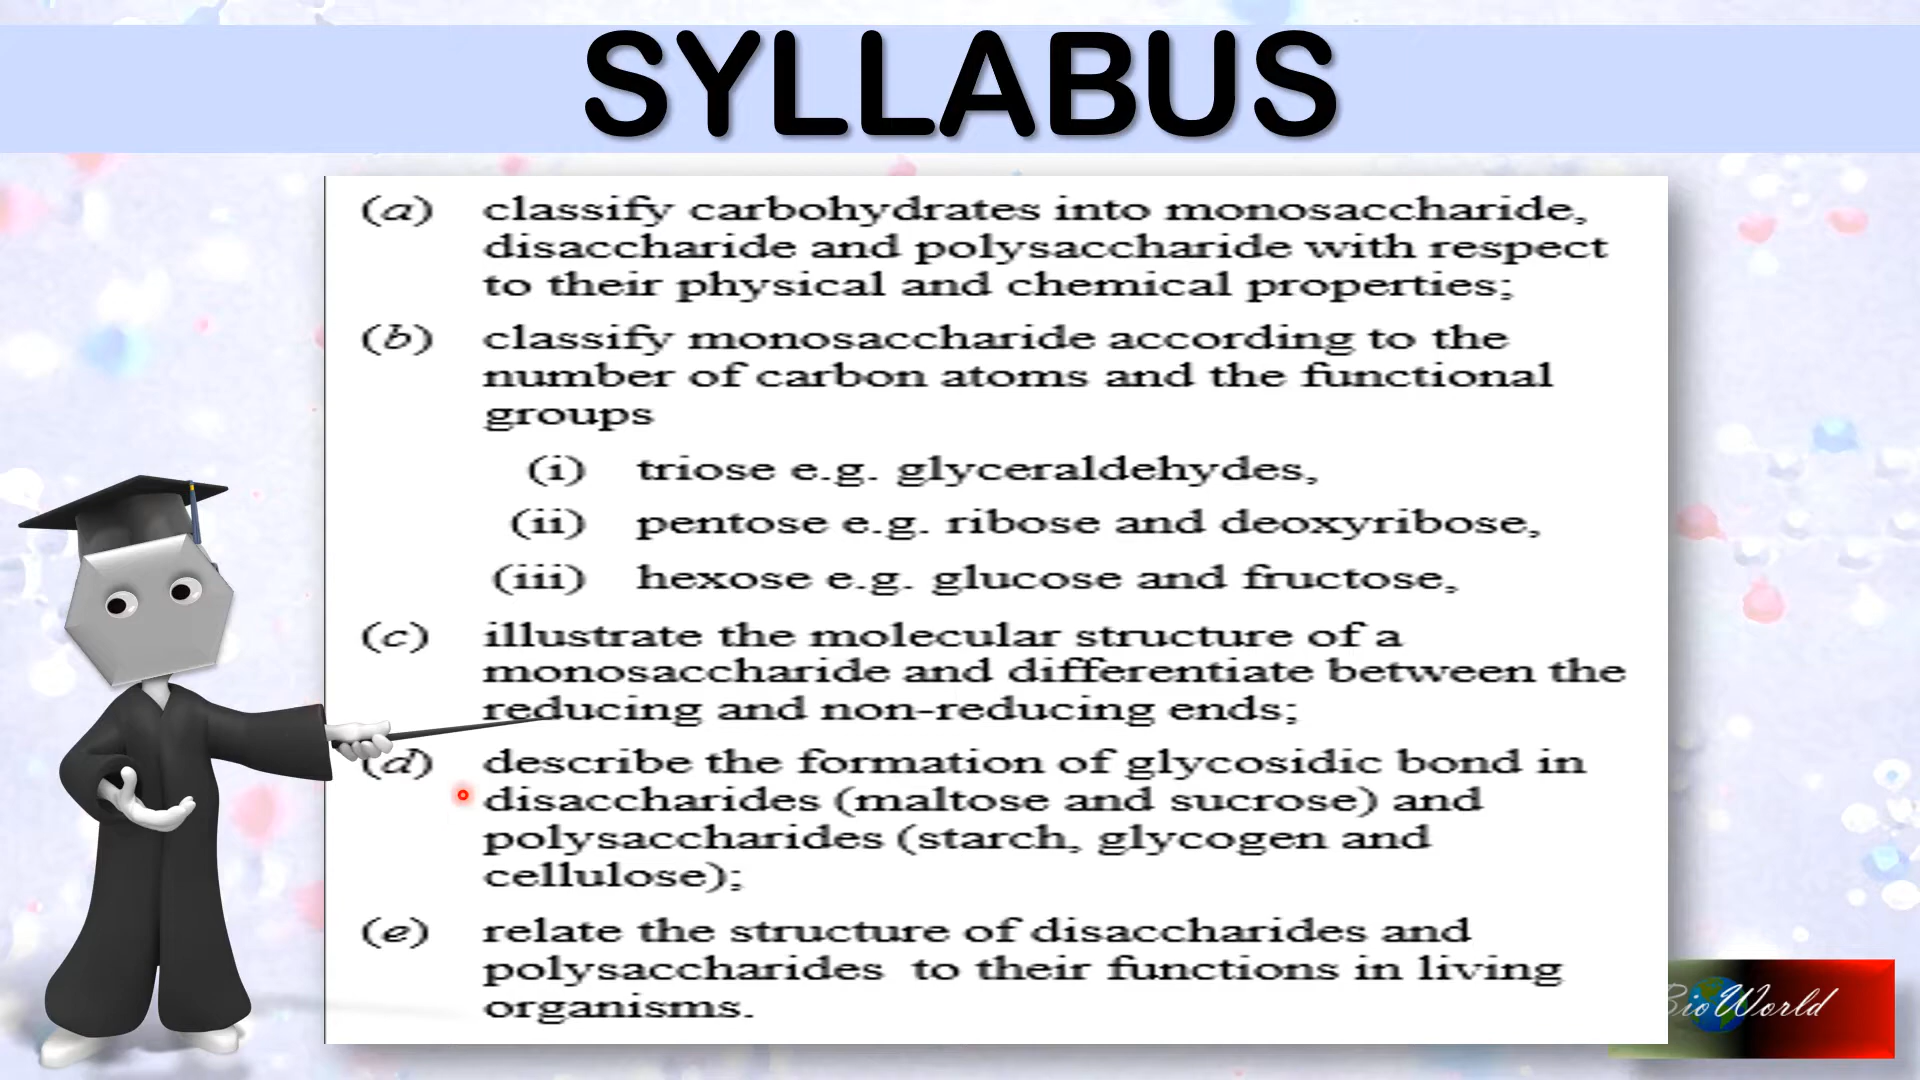 SYLLABUS
(a) classify carbohydrates into monosaccharide,
disaccharide and polysaccharide with respect
to their physical and chemical properties;
(b) classify monosaccharide according to the
number of carbon atoms and the functional
groups
(i) triose e.g. glyceraldehydes,
(ii) pentose e.g. ribose and deoxyribose,
(iii) hexose e.g. glucose and fructose,
(c) illustrate the molecular structure of a
monosaccharide and differentiate between the
reducing and non-reducing ends;
(d) describe the formation of glycosidic bond in
disaccharides (maltose and sucrose) and
polysaccharides (starch, glycogen and
cellulose);
(e) relate the structure of disaccharides and
polysaccharides to their functions in living
organisms.
BioWorld